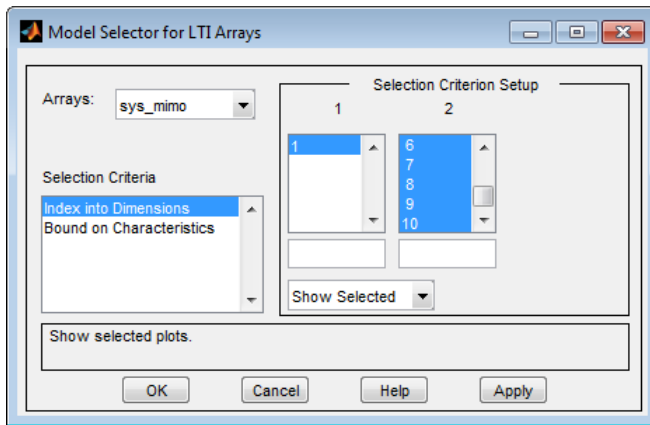 Model Selector for LTI Arrays
Arrays:
sys_mimo
Selection Criteria
Index into Dimensions
Bound on Characteristics
Selection Criterion Setup
1
2
1
6
7
8
9
10
Show Selected
Show selected plots.
OK
Cancel
Help
Apply